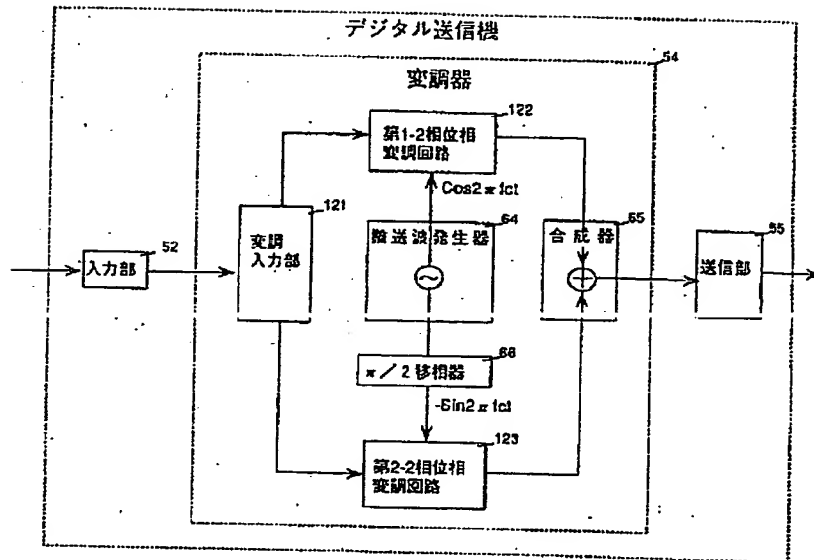 デジタル送信機
54
変調器
122
第1-2相位相
変調回路
Cos2πfct
121
変調
入力部
64
搬送波発生器
65
合成器
55
送信部
52
入力部
66
π/2移相器
-Sin2πfct
123
第2-2相位相
変調回路